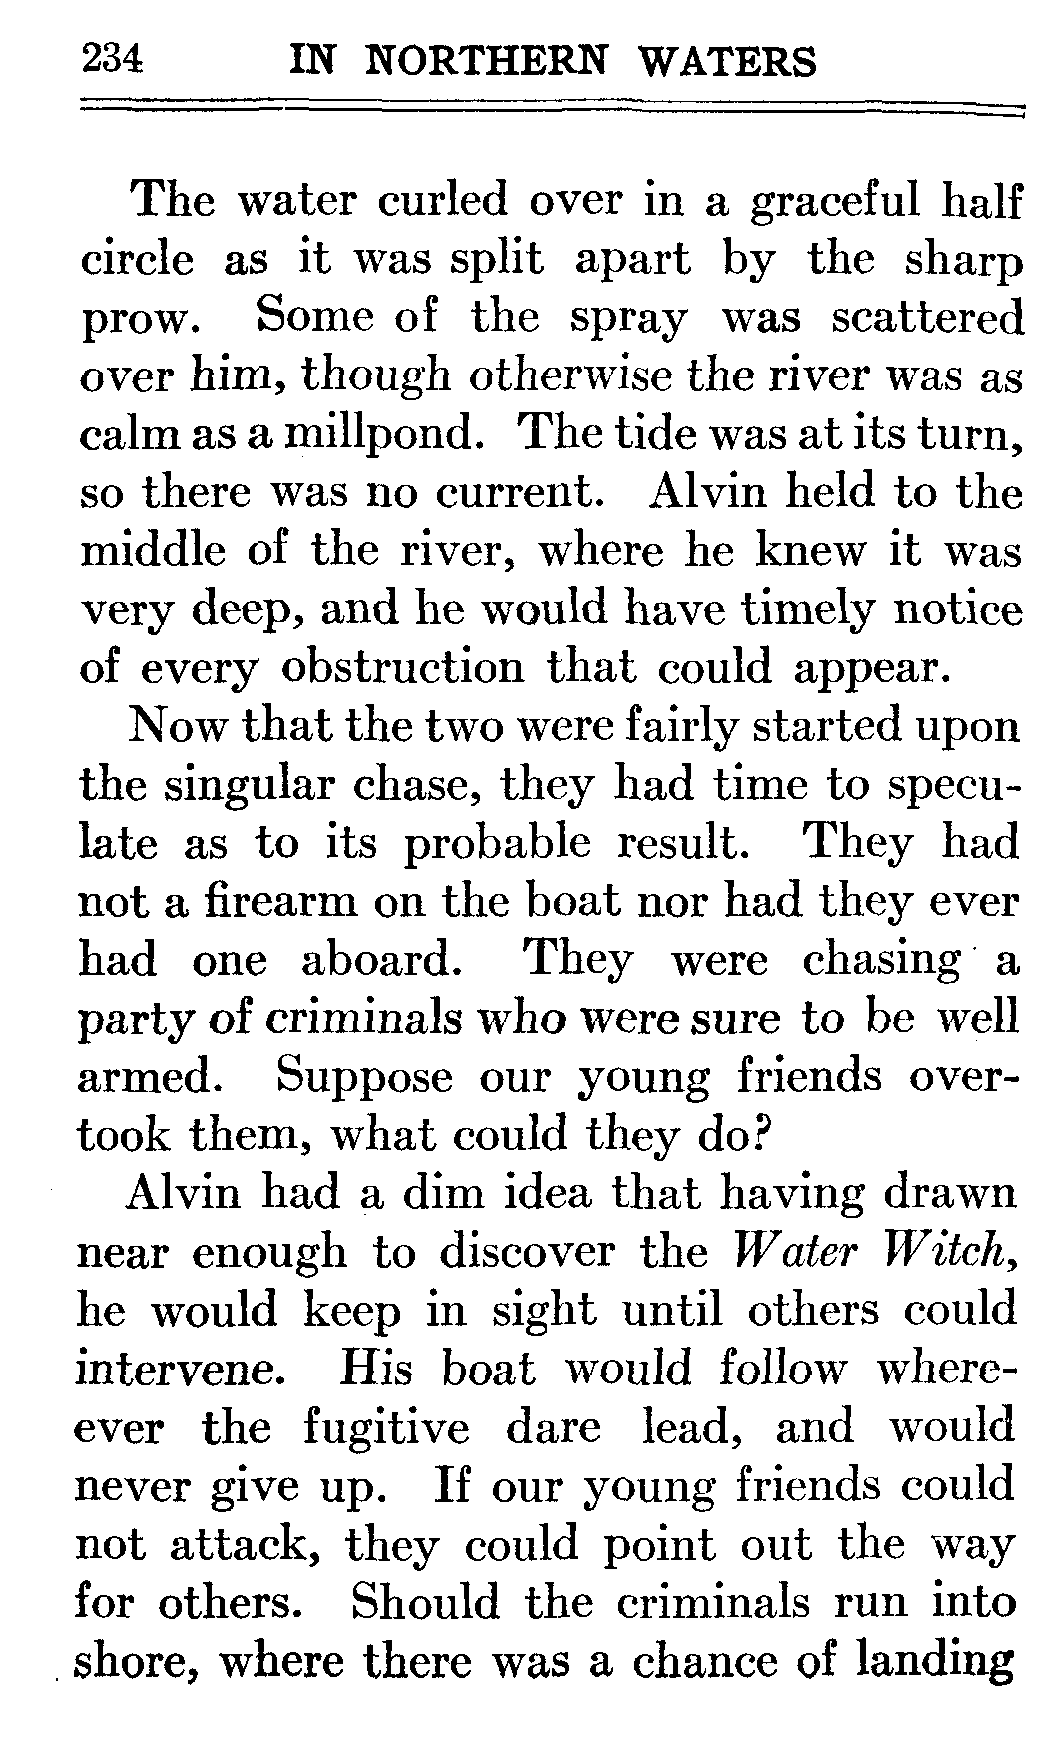 234 IN NORTHERN WATERS
The water curled over in a graceful half
circle as it was split apart by the sharp
prow. Some of the spray was scattered
over him, though otherwise the river was as
calm as a millpond. The tide was at its turn,
so there was no current. Alvin held to the
middle of the river, where he knew it was
very deep, and he would have timely notice
of every obstruction that could appear.
Now that the two were fairly started upon
the singular chase, they had time to specu-
late as to its probable result. They had
not a firearm on the boat nor had they ever
had one aboard. They were chasing a
party of criminals who were sure to be well
armed. Suppose our young friends over-
took them, what could they do?
Alvin had a dim idea that having drawn
near enough to discover the Water Witch,
he would keep in sight until others could
intervene. His boat would follow where-
ever the fugitive dare lead, and would
never give up. If our young friends could
not attack, they could point out the way
for others. Should the criminals run into
shore, where there was a chance of landing